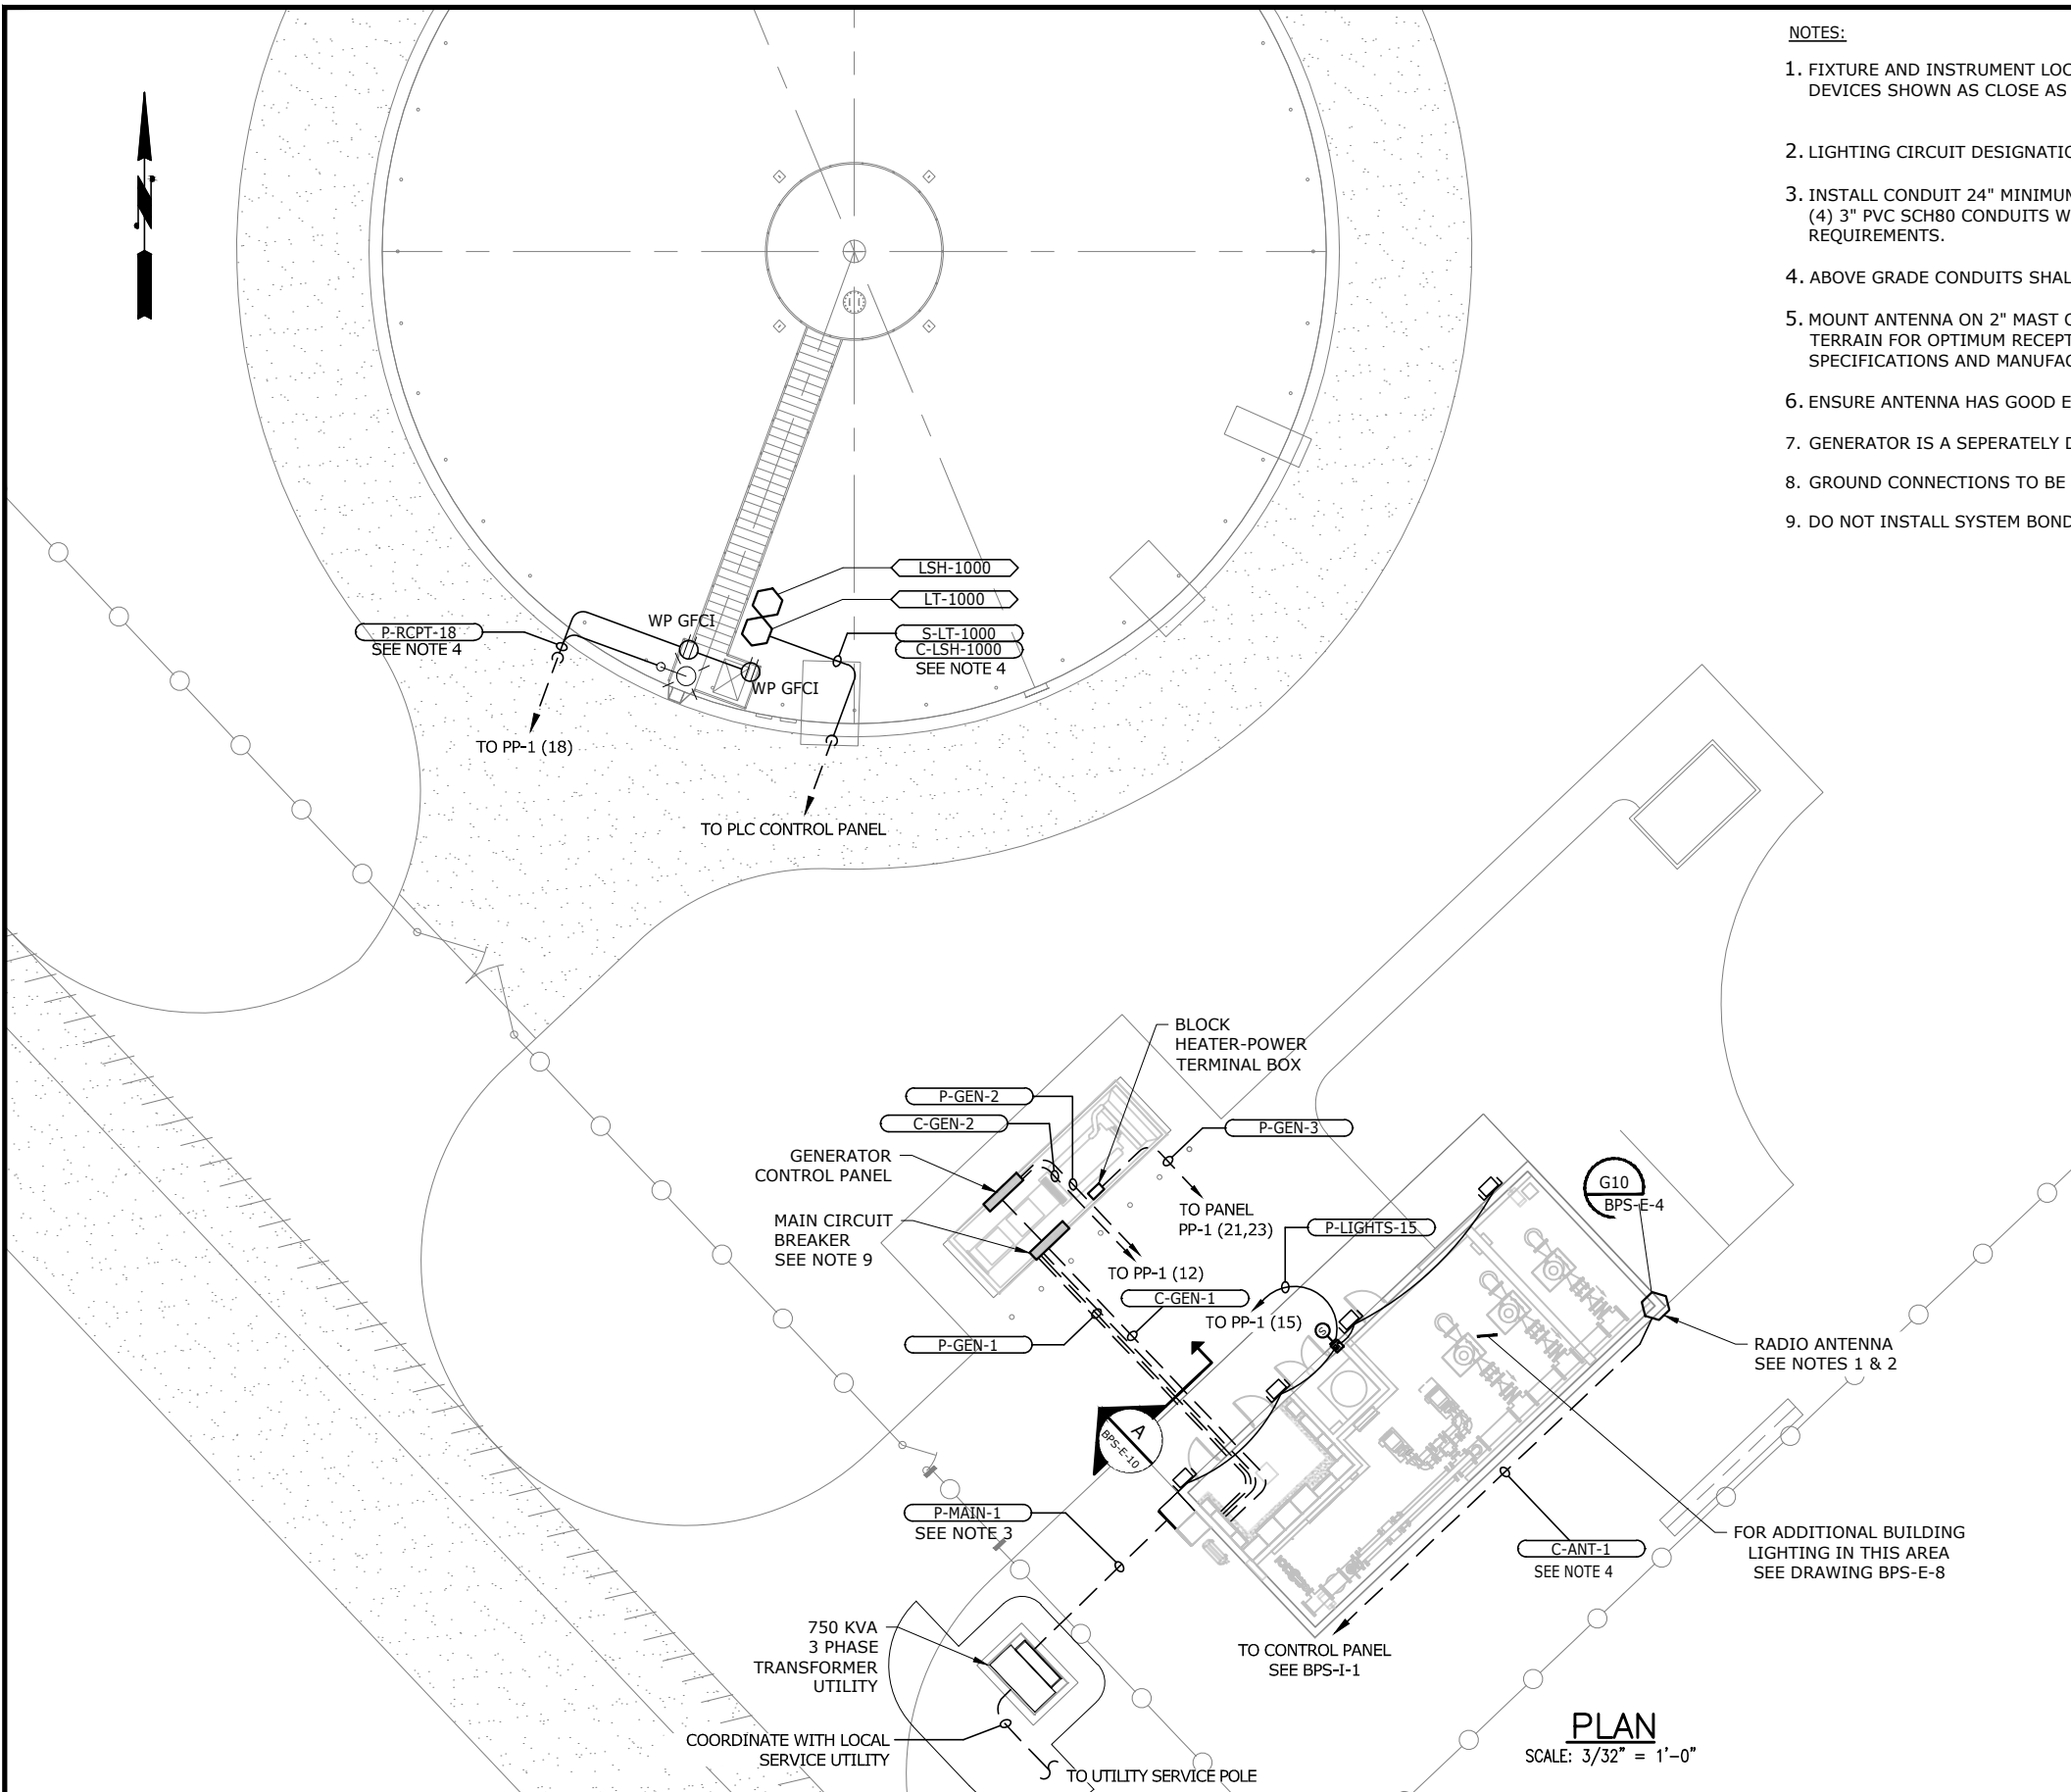 NOTES:
1. FIXTURE AND INSTRUMENT LOC
DEVICES SHOWN AS CLOSE AS
2. LIGHTING CIRCUIT DESIGNATIO
3. INSTALL CONDUIT 24" MINIMUM
(4) 3" PVC SCH80 CONDUITS W
REQUIREMENTS.
4. ABOVE GRADE CONDUITS SHAL
5. MOUNT ANTENNA ON 2" MAST O
TERRAIN FOR OPTIMUM RECEPT
SPECIFICATIONS AND MANUFAC
6. ENSURE ANTENNA HAS GOOD E
7. GENERATOR IS A SEPERATELY D
8. GROUND CONNECTIONS TO BE
9. DO NOT INSTALL SYSTEM BOND
N
LSH-1000
LT-1000
S-LT-1000
C-LSH-1000
SEE NOTE 4
WP GFCI
WP GFCI
P-RCPT-18
SEE NOTE 4
TO PP-1 (18)
TO PLC CONTROL PANEL
BLOCK
HEATER-POWER
TERMINAL BOX
P-GEN-2
C-GEN-2
P-GEN-3
GENERATOR
CONTROL PANEL
MAIN CIRCUIT
BREAKER
SEE NOTE 9
TO PANEL
PP-1 (21,23)
G10
BPS-E-4
P-LIGHTS-15
TO PP-1 (12)
C-GEN-1
TO PP-1 (15)
S
P-GEN-1
RADIO ANTENNA
SEE NOTES 1 & 2
A
BPS-E-10
P-MAIN-1
SEE NOTE 3
C-ANT-1
SEE NOTE 4
FOR ADDITIONAL BUILDING
LIGHTING IN THIS AREA
SEE DRAWING BPS-E-8
750 KVA
3 PHASE
TRANSFORMER
UTILITY
TO CONTROL PANEL
SEE BPS-I-1
COORDINATE WITH LOCAL
SERVICE UTILITY
TO UTILITY SERVICE POLE
PLAN
SCALE: 3/32" = 1'-0"